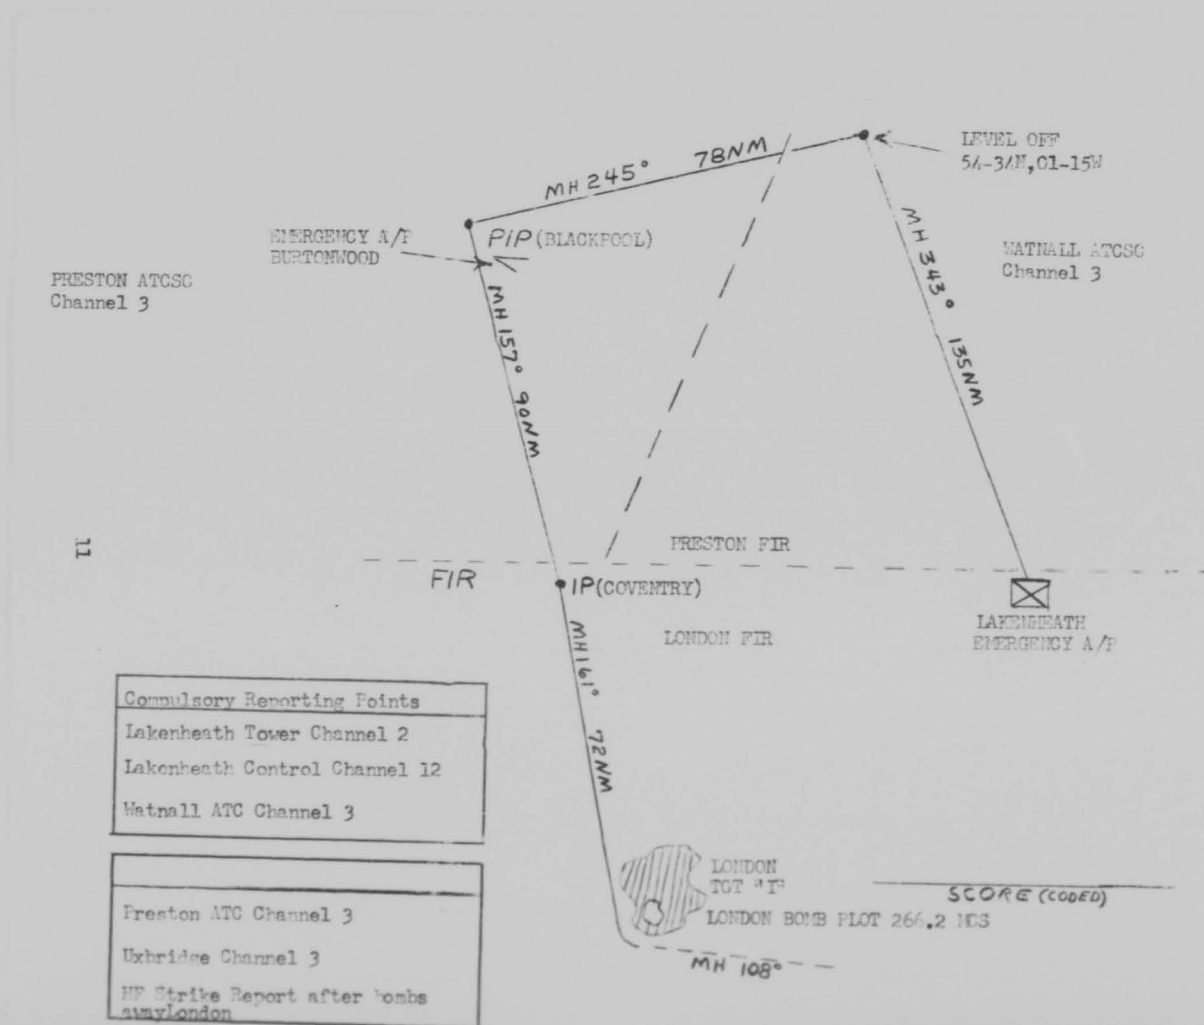 MH 245° 78NM
LEVEL OFF
54-34N,01-15W
EMERGENCY A/P
BURTONWOOD
PIP (BLACKPOOL)
PRESTON ATCSC
Channel 3
WATNALL ATCSC
Channel 3
MH 343° 135NM
MH 157° 90NM
11
PRESTON FIR
FIR
IP (COVENTRY)
LONDON FIR
LAKENHEATH
EMERGENCY A/P
MH 161° 72NM
Compulsory Reporting Points
Lakenheath Tower Channel 2
Lakenheath Control Channel 12
Watnall ATC Channel 3
Preston ATC Channel 3
Uxbridge Channel 3
HF Strike Report after bombs
awayLondon
LONDON
TGT "I"
LONDON BOMB PLOT 266.2 MCS
SCORE (CODED)
MH 108°